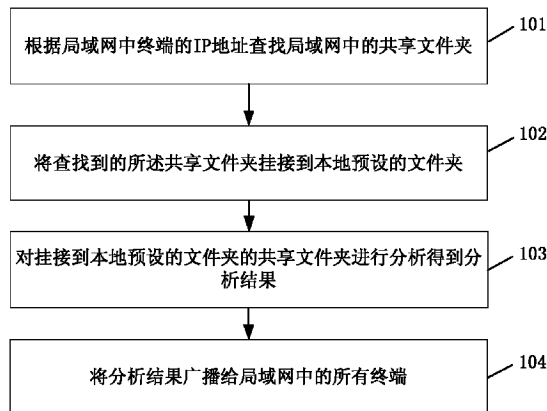 根据局域网中终端的IP地址查找局域网中的共享文件夹
101
将查找到的所述共享文件夹挂接到本地预设的文件夹
102
对挂接到本地预设的文件夹的共享文件夹进行分析得到分
析结果
103
将分析结果广播给局域网中的所有终端
104